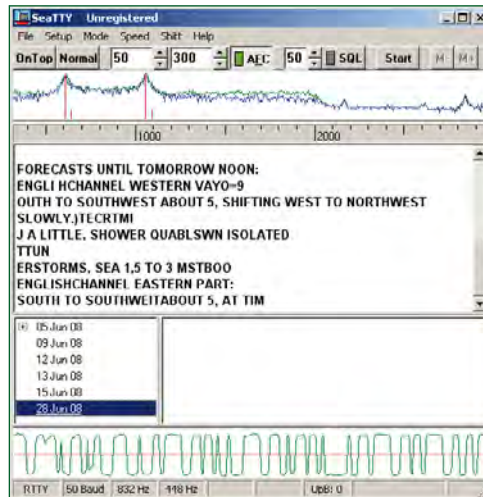 SeaTTY Unregistered
File Setup Mode Speed Shift Help
OnTop Normal 50 300 AFC 50 SQL Start M M+
1000 2000
FORECASTS UNTIL TOMORROW NOON:
ENGLI HCHANNEL WESTERN VAYO=9
OUTH TO SOUTHWEST ABOUT 5, SHIFTING WEST TO NORTHWEST
SLOWLY.)TECRTMI
J A LITTLE, SHOWER QUABLSWN ISOLATED
TTUN
ERSTORMS, SEA 1,5 TO 3 MSTBOO
ENGLISHCHANNEL EASTERN PART:
SOUTH TO SOUTHWEITABOUT 5, AT TIM
05 Jun 08
09 Jun 08
12 Jun 08
13 Jun 08
15 Jun 08
28 Jun 08
RTTY 50 Baud 832 Hz 448 Hz UpB: 0